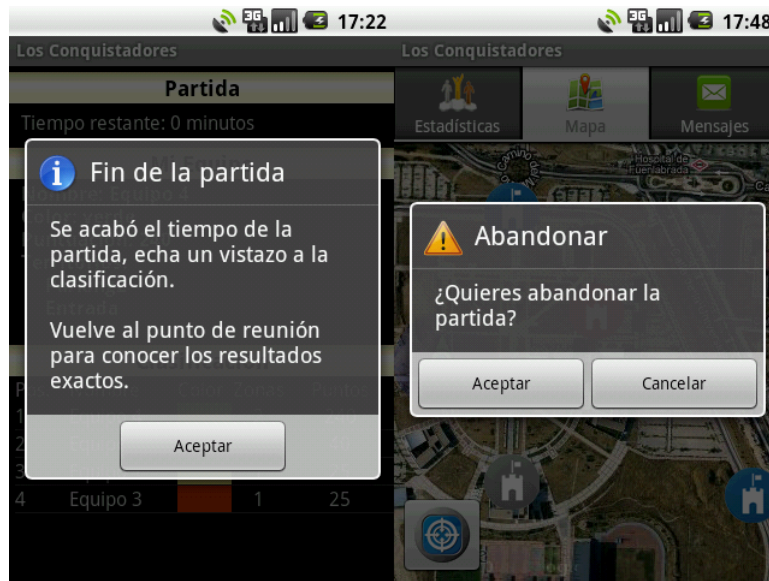 3G 17:22
Los Conquistadores
Partida
Tiempo restante: 0 minutos
Fin de la partida
Se acabó el tiempo de la
partida, echa un vistazo a la
clasificación.
Vuelve al punto de reunión
para conocer los resultados
exactos.
Aceptar
4 Equipo 3 1 25
3G 17:48
Los Conquistadores
Estadísticas Mapa Mensajes
Hospital de
Fuenlabrada
Abandonar
¿Quieres abandonar la
partida?
Aceptar Cancelar